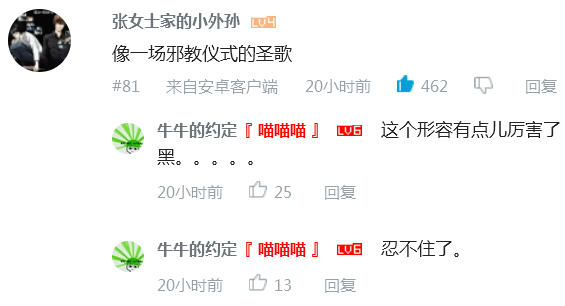 张女士家的小外孙 LV4
像一场邪教仪式的圣歌
#81 来自安卓客户端 20小时前 462 回复
牛牛的约定『 喵喵喵 』 LV6 这个形容有点儿厉害了
黑。。。。。
20小时前 25 回复
牛牛的约定『 喵喵喵 』 LV6 忍不住了。
20小时前 13 回复